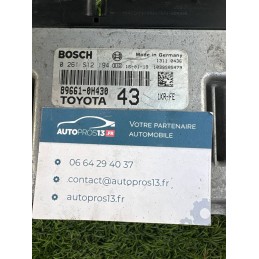 BOSCH
Made in Germany
0 261 S12 194
89661-0H430
TOYOTA
43
1KR-FE
AUTOPROS13.FR
VOTRE PARTENAIRE
AUTOMOBILE
06 64 29 40 37
contact@autopros13.fr
autopros13.fr